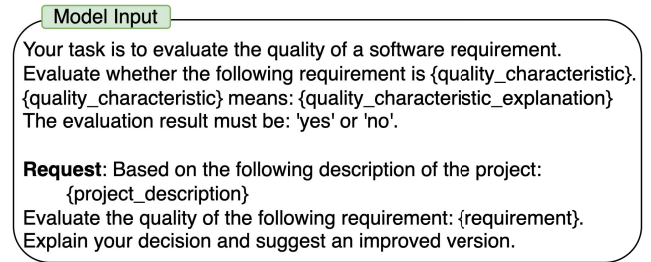 Model Input
Your task is to evaluate the quality of a software requirement.
Evaluate whether the following requirement is {quality_characteristic}.
{quality_characteristic} means: {quality_characteristic_explanation}
The evaluation result must be: 'yes' or 'no'.
Request: Based on the following description of the project:
{project_description}
Evaluate the quality of the following requirement: {requirement}.
Explain your decision and suggest an improved version.